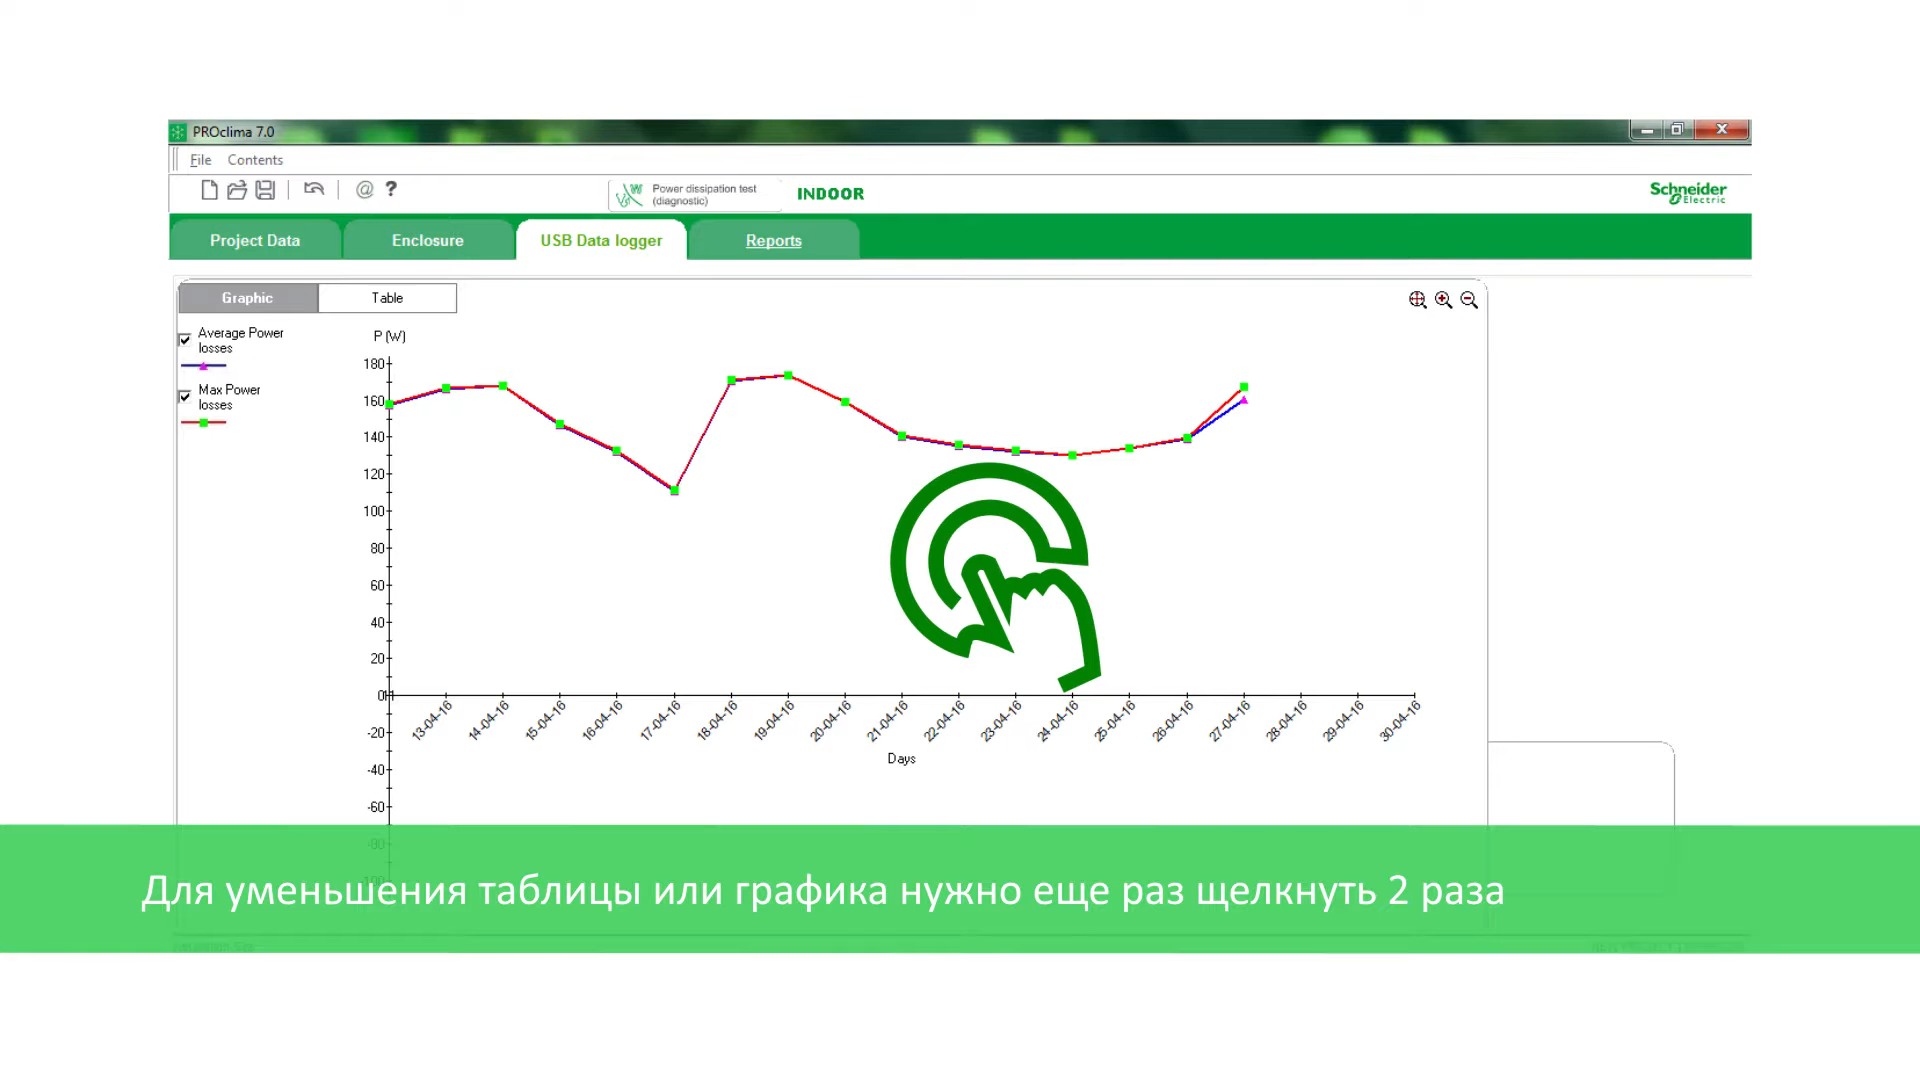 PROclima 7.0
File Contents
Power dissipation test
(diagnostic)
INDOOR
Schneider
Electric
Project Data Enclosure USB Data logger Reports
Graphic Table
Average Power
losses
Max Power
losses
P (W)
180
160
140
120
100
80
60
40
20
0
-20
-40
-60
-80
-100
13-04-16 14-04-16 15-04-16 16-04-16 17-04-16 18-04-16 19-04-16 20-04-16 21-04-16 22-04-16 23-04-16 24-04-16 25-04-16 26-04-16 27-04-16 28-04-16 29-04-16 30-04-16
Days
Для уменьшения таблицы или графика нужно еще раз щелкнуть 2 раза